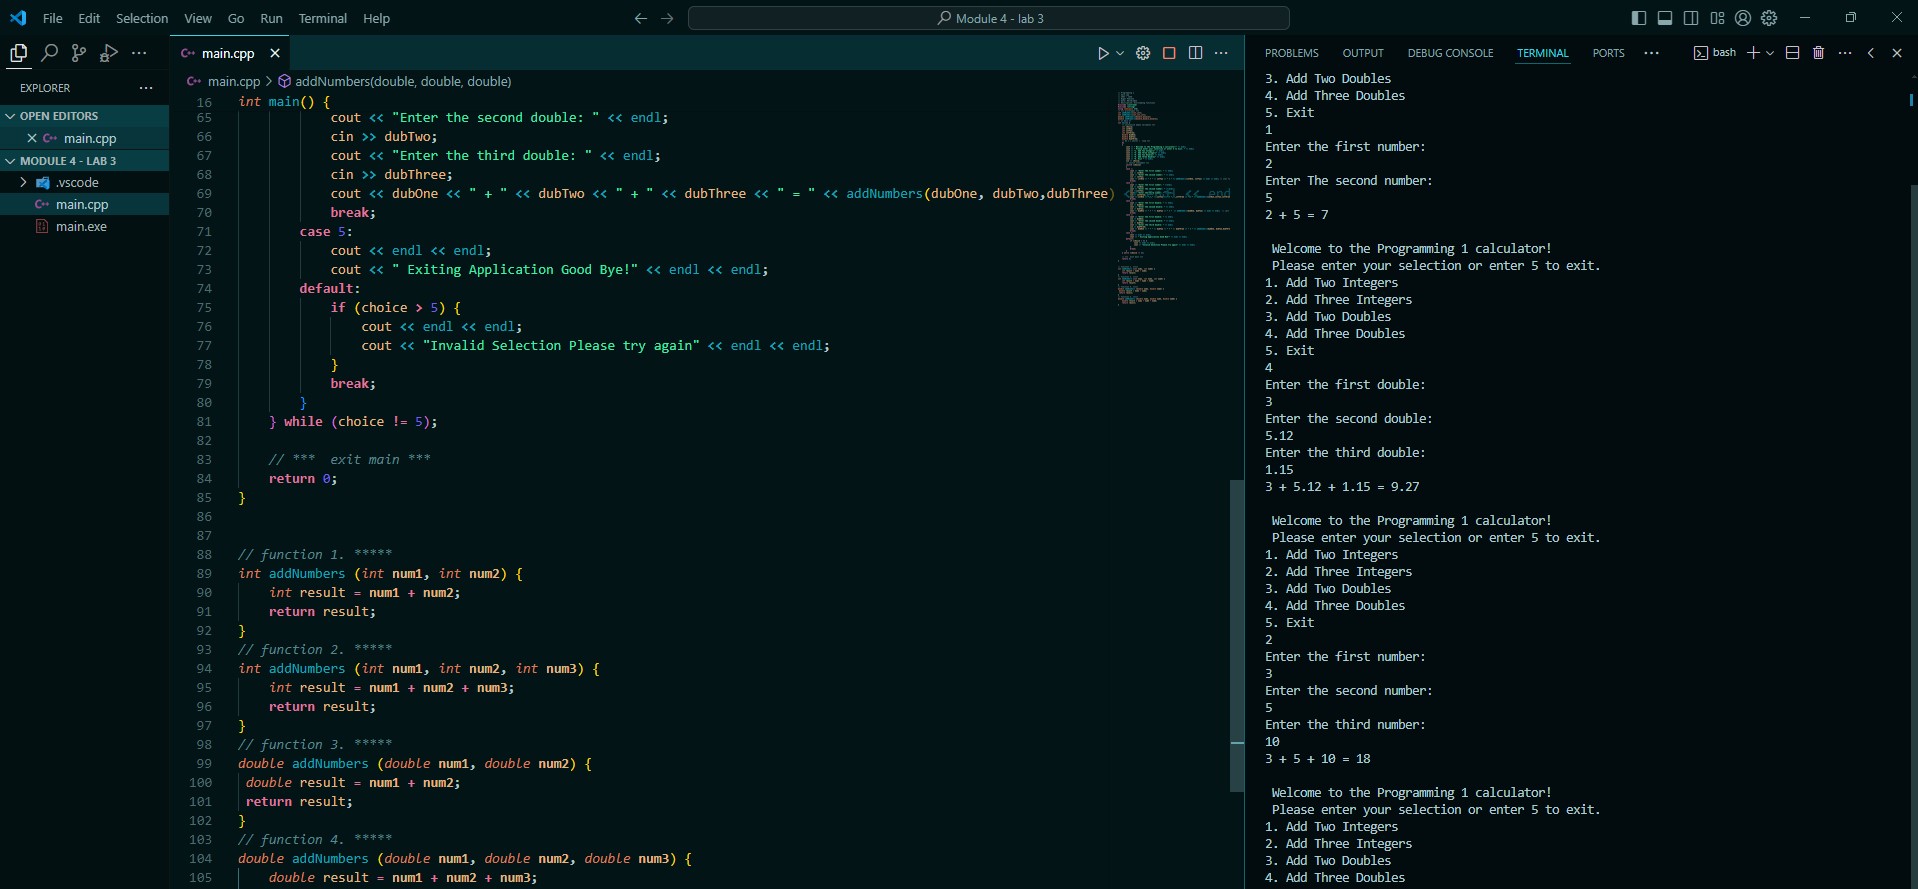 File Edit Selection View Go Run Terminal Help
Module 4 - lab 3
EXPLORER
OPEN EDITORS
main.cpp
MODULE 4 - LAB 3
.vscode
main.cpp
main.exe
main.cpp
main.cpp > addNumbers(double, double, double)
16 int main() {
65 cout << "Enter the second double: " << endl;
66 cin >> dubTwo;
67 cout << "Enter the third double: " << endl;
68 cin >> dubThree;
69 cout << dubOne << " + " << dubTwo << " + " << dubThree << " = " << addNumbers(dubOne, dubTwo,dubThree) << endl << end
70 break;
71 case 5:
72 cout << endl << endl;
73 cout << " Exiting Application Good Bye!" << endl << endl;
74 default:
75 if (choice > 5) {
76 cout << endl << endl;
77 cout << "Invalid Selection Please try again" << endl << endl;
78 }
79 break;
80 }
81 } while (choice != 5);
82
83 // ***  exit main ***
84 return 0;
85 }
86
87
88 // function 1. *****
89 int addNumbers (int num1, int num2) {
90 int result = num1 + num2;
91 return result;
92 }
93 // function 2. *****
94 int addNumbers (int num1, int num2, int num3) {
95 int result = num1 + num2 + num3;
96 return result;
97 }
98 // function 3. *****
99 double addNumbers (double num1, double num2) {
100 double result = num1 + num2;
101 return result;
102 }
103 // function 4. *****
104 double addNumbers (double num1, double num2, double num3) {
105 double result = num1 + num2 + num3;
PROBLEMS OUTPUT DEBUG CONSOLE TERMINAL PORTS bash
3. Add Two Doubles
4. Add Three Doubles
5. Exit
1
Enter the first number:
2
Enter The second number:
5
2 + 5 = 7
Welcome to the Programming 1 calculator!
Please enter your selection or enter 5 to exit.
1. Add Two Integers
2. Add Three Integers
3. Add Two Doubles
4. Add Three Doubles
5. Exit
4
Enter the first double:
3
Enter the second double:
5.12
Enter the third double:
1.15
3 + 5.12 + 1.15 = 9.27
Welcome to the Programming 1 calculator!
Please enter your selection or enter 5 to exit.
1. Add Two Integers
2. Add Three Integers
3. Add Two Doubles
4. Add Three Doubles
5. Exit
2
Enter the first number:
3
Enter the second number:
5
Enter the third number:
10
3 + 5 + 10 = 18
Welcome to the Programming 1 calculator!
Please enter your selection or enter 5 to exit.
1. Add Two Integers
2. Add Three Integers
3. Add Two Doubles
4. Add Three Doubles